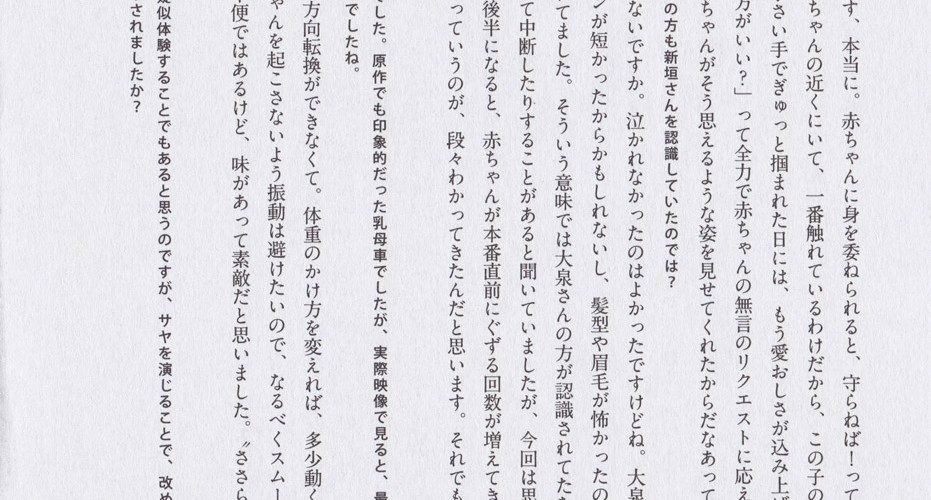 す、本当に。赤ちゃんに身を委ねられると、守らねば！って
ちゃんの近くにいて、一番触れているわけだから、この子の
さい手でぎゅっと掴まれた日には、もう愛おしさが込み上げ
方がいい？」って全力で赤ちゃんの無言のリクエストに応え
ちゃんがそう思えるような姿を見せてくれたからだなあって
の方も新垣さんを認識していたのでは？
ないですか。泣かれなかったのはよかったですけどね。大泉
ンが短かったからかもしれないし、髪型や眉毛が怖かったの
てました。そういう意味では大泉さんの方が認識されてたか
て中断したりすることがあると聞いていましたが、今回は思
後半になると、赤ちゃんが本番直前にぐずる回数が増えてき
っていうのが、段々わかってきたんだと思います。それでも
した。原作でも印象的だった乳母車でしたが、実際映像で見ると、
でしたね。
方向転換ができなくて。体重のかけ方を変えれば、多少動く
ゃんを起こさないよう振動は避けたいので、なるべくスムー
便ではあるけど、味があって素敵だと思いました。〝ささら
疑似体験することでもあると思うのですが、サヤを演じることで、改め
されましたか？